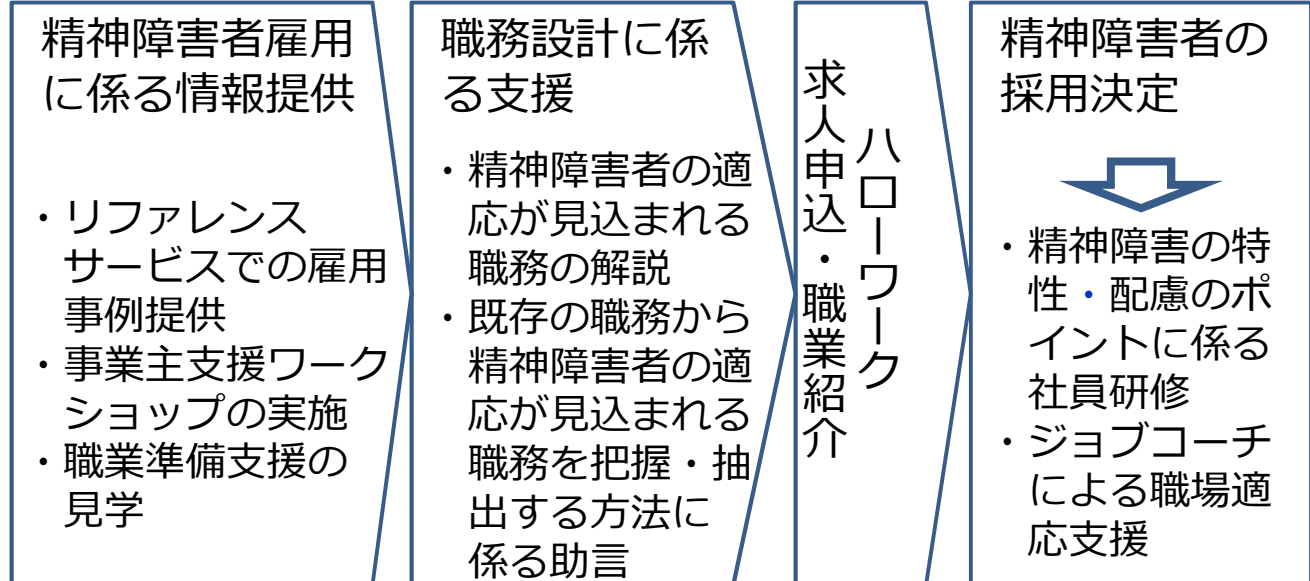 精神障害者雇用
に係る情報提供
・リファレンス
サービスでの雇用
事例提供
・事業主支援ワーク
ショップの実施
・職業準備支援の
見学
職務設計に係
る支援
・精神障害者の適
応が見込まれる
職務の解説
・既存の職務から
精神障害者の適
応が見込まれる
職務を把握・抽
出する方法に
係る助言
ハローワーク
求人申込・職業紹介
精神障害者の
採用決定
・精神障害の特
性・配慮のポ
イントに係る
社員研修
・ジョブコーチ
による職場適
応支援